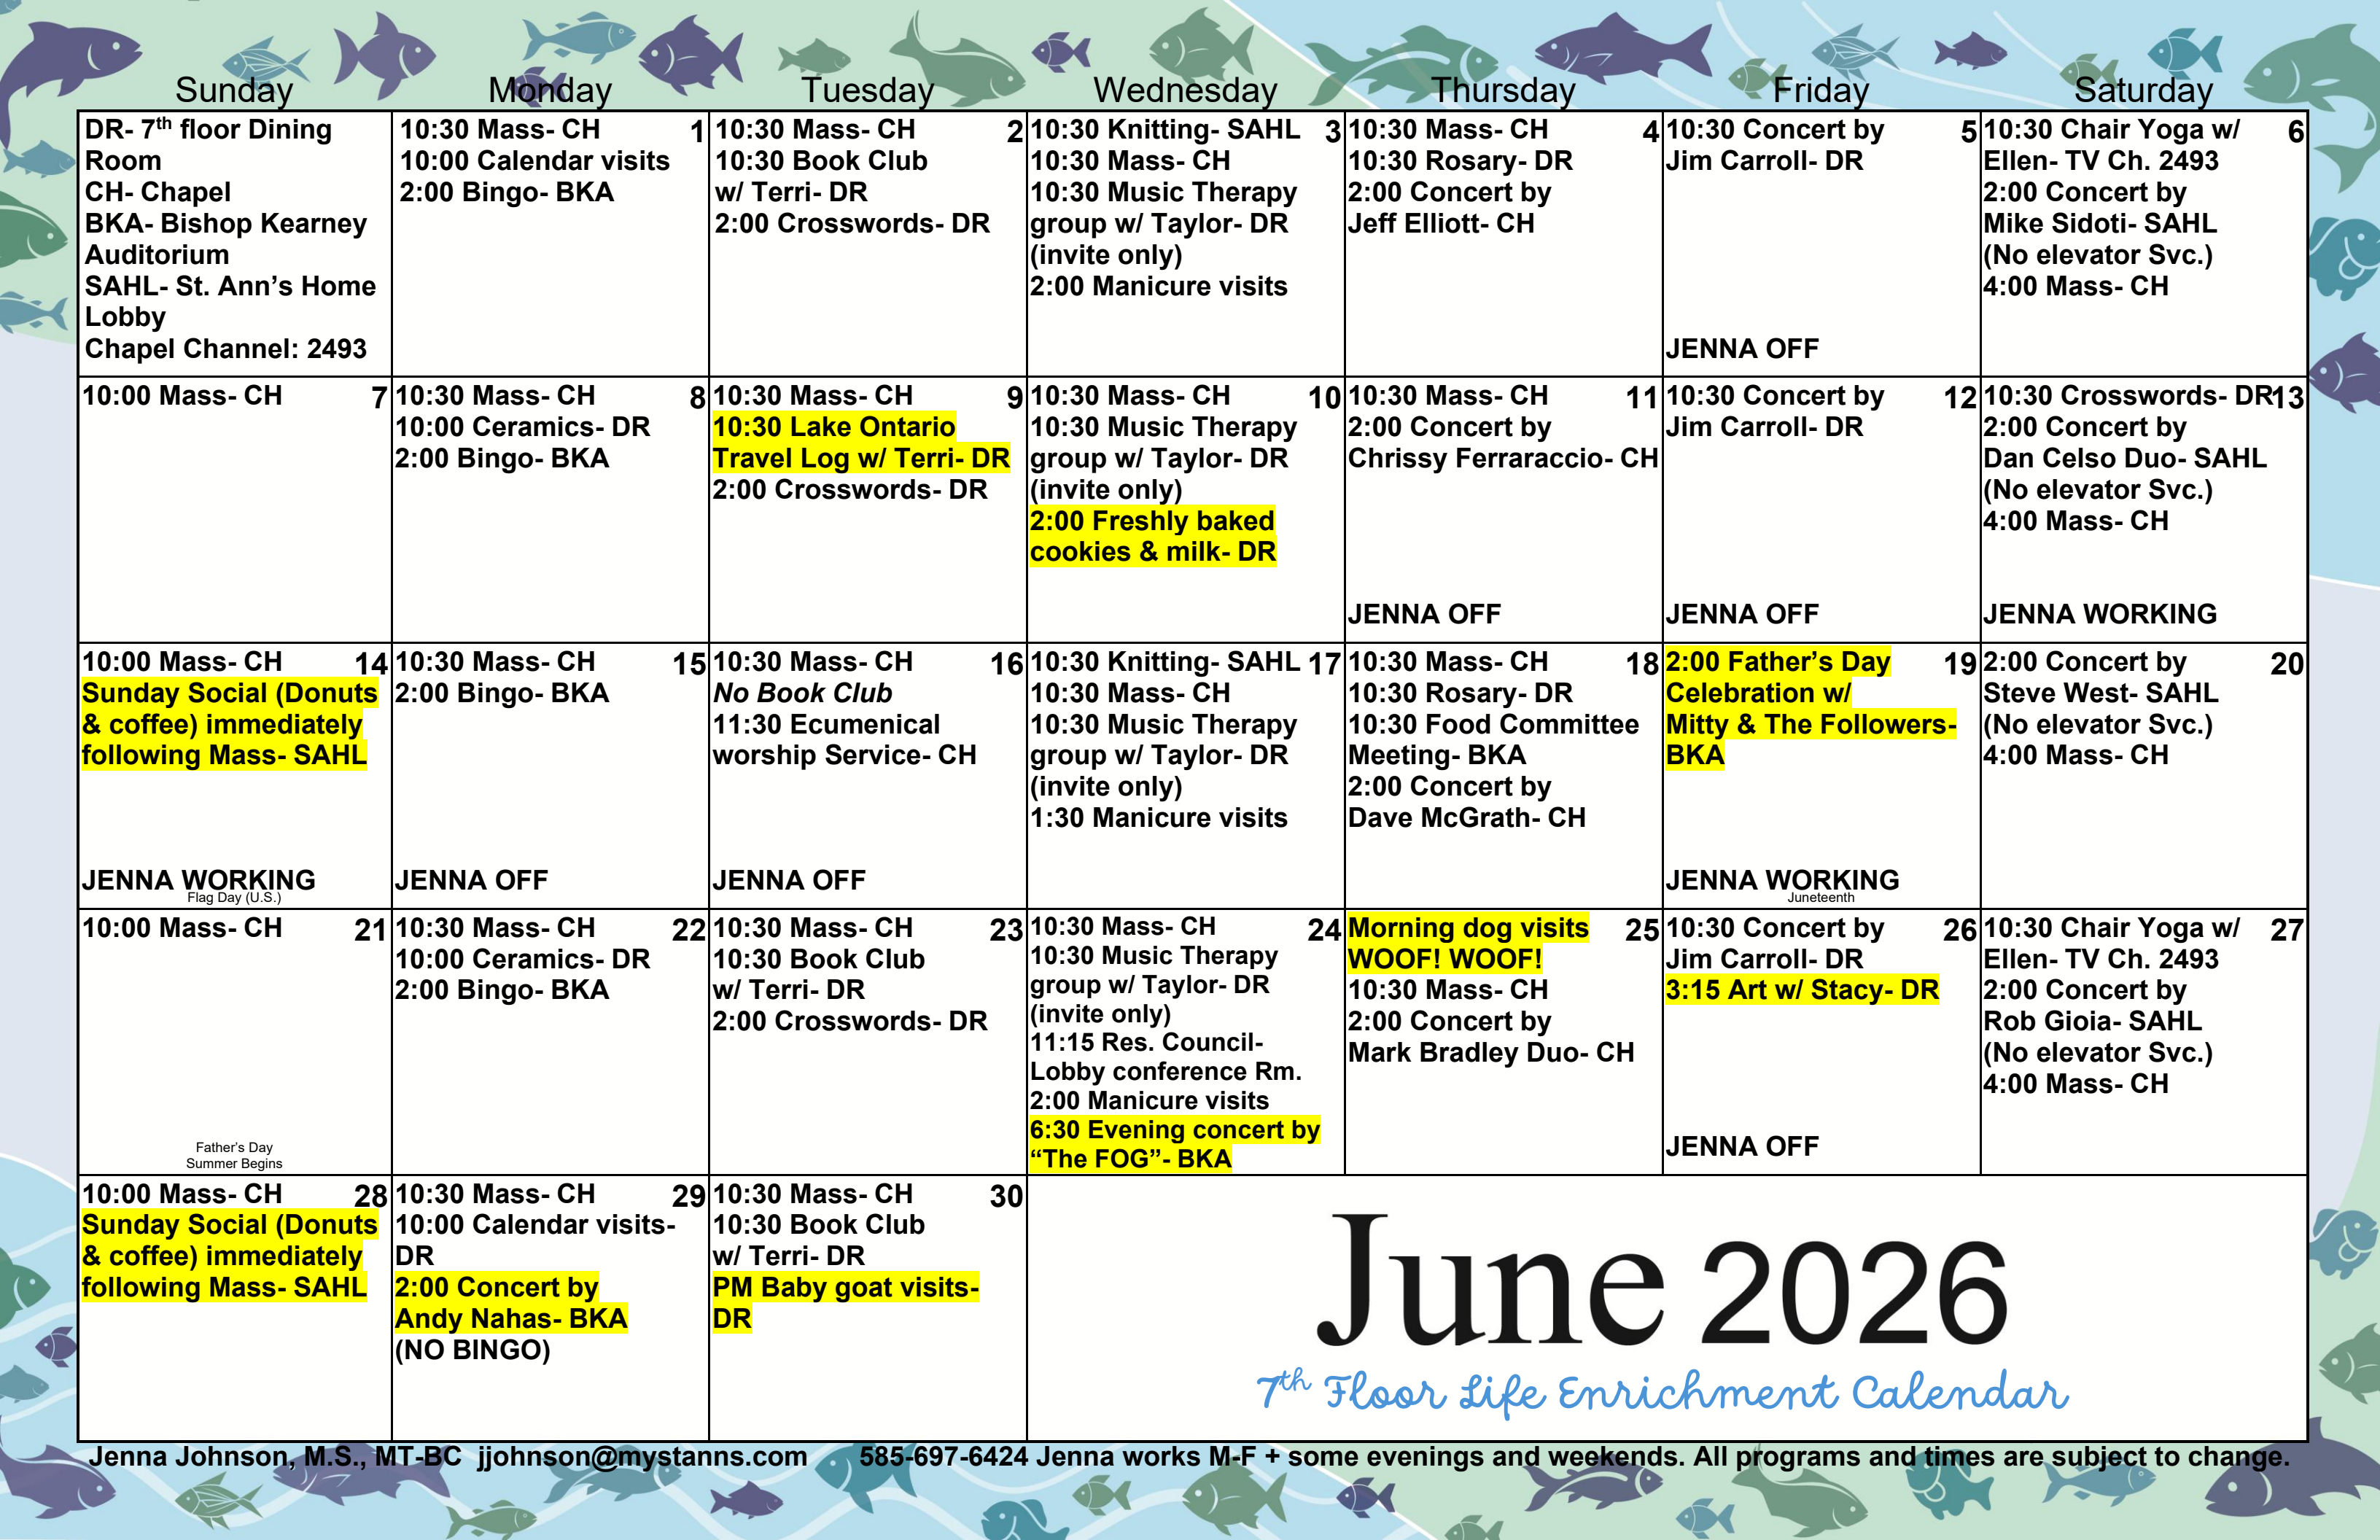 Sunday Monday Tuesday Wednesday Thursday Friday Saturday
DR- 7th floor Dining
Room
CH- Chapel
BKA- Bishop Kearney
Auditorium
SAHL- St. Ann's Home
Lobby
Chapel Channel: 2493
1
10:30 Mass- CH
10:00 Calendar visits
2:00 Bingo- BKA
2
10:30 Mass- CH
10:30 Book Club
w/ Terri- DR
2:00 Crosswords- DR
3
10:30 Knitting- SAHL
10:30 Mass- CH
10:30 Music Therapy
group w/ Taylor- DR
(invite only)
2:00 Manicure visits
4
10:30 Mass- CH
10:30 Rosary- DR
2:00 Concert by
Jeff Elliott- CH
5
10:30 Concert by
Jim Carroll- DR
JENNA OFF
6
10:30 Chair Yoga w/
Ellen- TV Ch. 2493
2:00 Concert by
Mike Sidoti- SAHL
(No elevator Svc.)
4:00 Mass- CH
7
10:00 Mass- CH
8
10:30 Mass- CH
10:00 Ceramics- DR
2:00 Bingo- BKA
9
10:30 Mass- CH
10:30 Lake Ontario
Travel Log w/ Terri- DR
2:00 Crosswords- DR
10
10:30 Mass- CH
10:30 Music Therapy
group w/ Taylor- DR
(invite only)
2:00 Freshly baked
cookies & milk- DR
11
10:30 Mass- CH
2:00 Concert by
Chrissy Ferraraccio- CH
JENNA OFF
12
10:30 Concert by
Jim Carroll- DR
JENNA OFF
13
10:30 Crosswords- DR
2:00 Concert by
Dan Celso Duo- SAHL
(No elevator Svc.)
4:00 Mass- CH
JENNA WORKING
14
10:00 Mass- CH
Sunday Social (Donuts
& coffee) immediately
following Mass- SAHL
JENNA WORKING
Flag Day (U.S.)
15
10:30 Mass- CH
2:00 Bingo- BKA
JENNA OFF
16
10:30 Mass- CH
No Book Club
11:30 Ecumenical
worship Service- CH
JENNA OFF
17
10:30 Knitting- SAHL
10:30 Mass- CH
10:30 Music Therapy
group w/ Taylor- DR
(invite only)
1:30 Manicure visits
18
10:30 Mass- CH
10:30 Rosary- DR
10:30 Food Committee
Meeting- BKA
2:00 Concert by
Dave McGrath- CH
19
2:00 Father's Day
Celebration w/
Mitty & The Followers-
BKA
JENNA WORKING
Juneteenth
20
2:00 Concert by
Steve West- SAHL
(No elevator Svc.)
4:00 Mass- CH
21
10:00 Mass- CH
Father's Day
Summer Begins
22
10:30 Mass- CH
10:00 Ceramics- DR
2:00 Bingo- BKA
23
10:30 Mass- CH
10:30 Book Club
w/ Terri- DR
2:00 Crosswords- DR
24
10:30 Mass- CH
10:30 Music Therapy
group w/ Taylor- DR
(invite only)
11:15 Res. Council-
Lobby conference Rm.
2:00 Manicure visits
6:30 Evening concert by
“The FOG”- BKA
25
Morning dog visits
WOOF! WOOF!
10:30 Mass- CH
2:00 Concert by
Mark Bradley Duo- CH
26
10:30 Concert by
Jim Carroll- DR
3:15 Art w/ Stacy- DR
JENNA OFF
27
10:30 Chair Yoga w/
Ellen- TV Ch. 2493
2:00 Concert by
Rob Gioia- SAHL
(No elevator Svc.)
4:00 Mass- CH
28
10:00 Mass- CH
Sunday Social (Donuts
& coffee) immediately
following Mass- SAHL
29
10:30 Mass- CH
10:00 Calendar visits-
DR
2:00 Concert by
Andy Nahas- BKA
(NO BINGO)
30
10:30 Mass- CH
10:30 Book Club
w/ Terri- DR
PM Baby goat visits-
DR
June 2026
7th Floor Life Enrichment Calendar
Jenna Johnson, M.S., MT-BC jjohnson@mystanns.com 585-697-6424 Jenna works M-F + some evenings and weekends. All programs and times are subject to change.